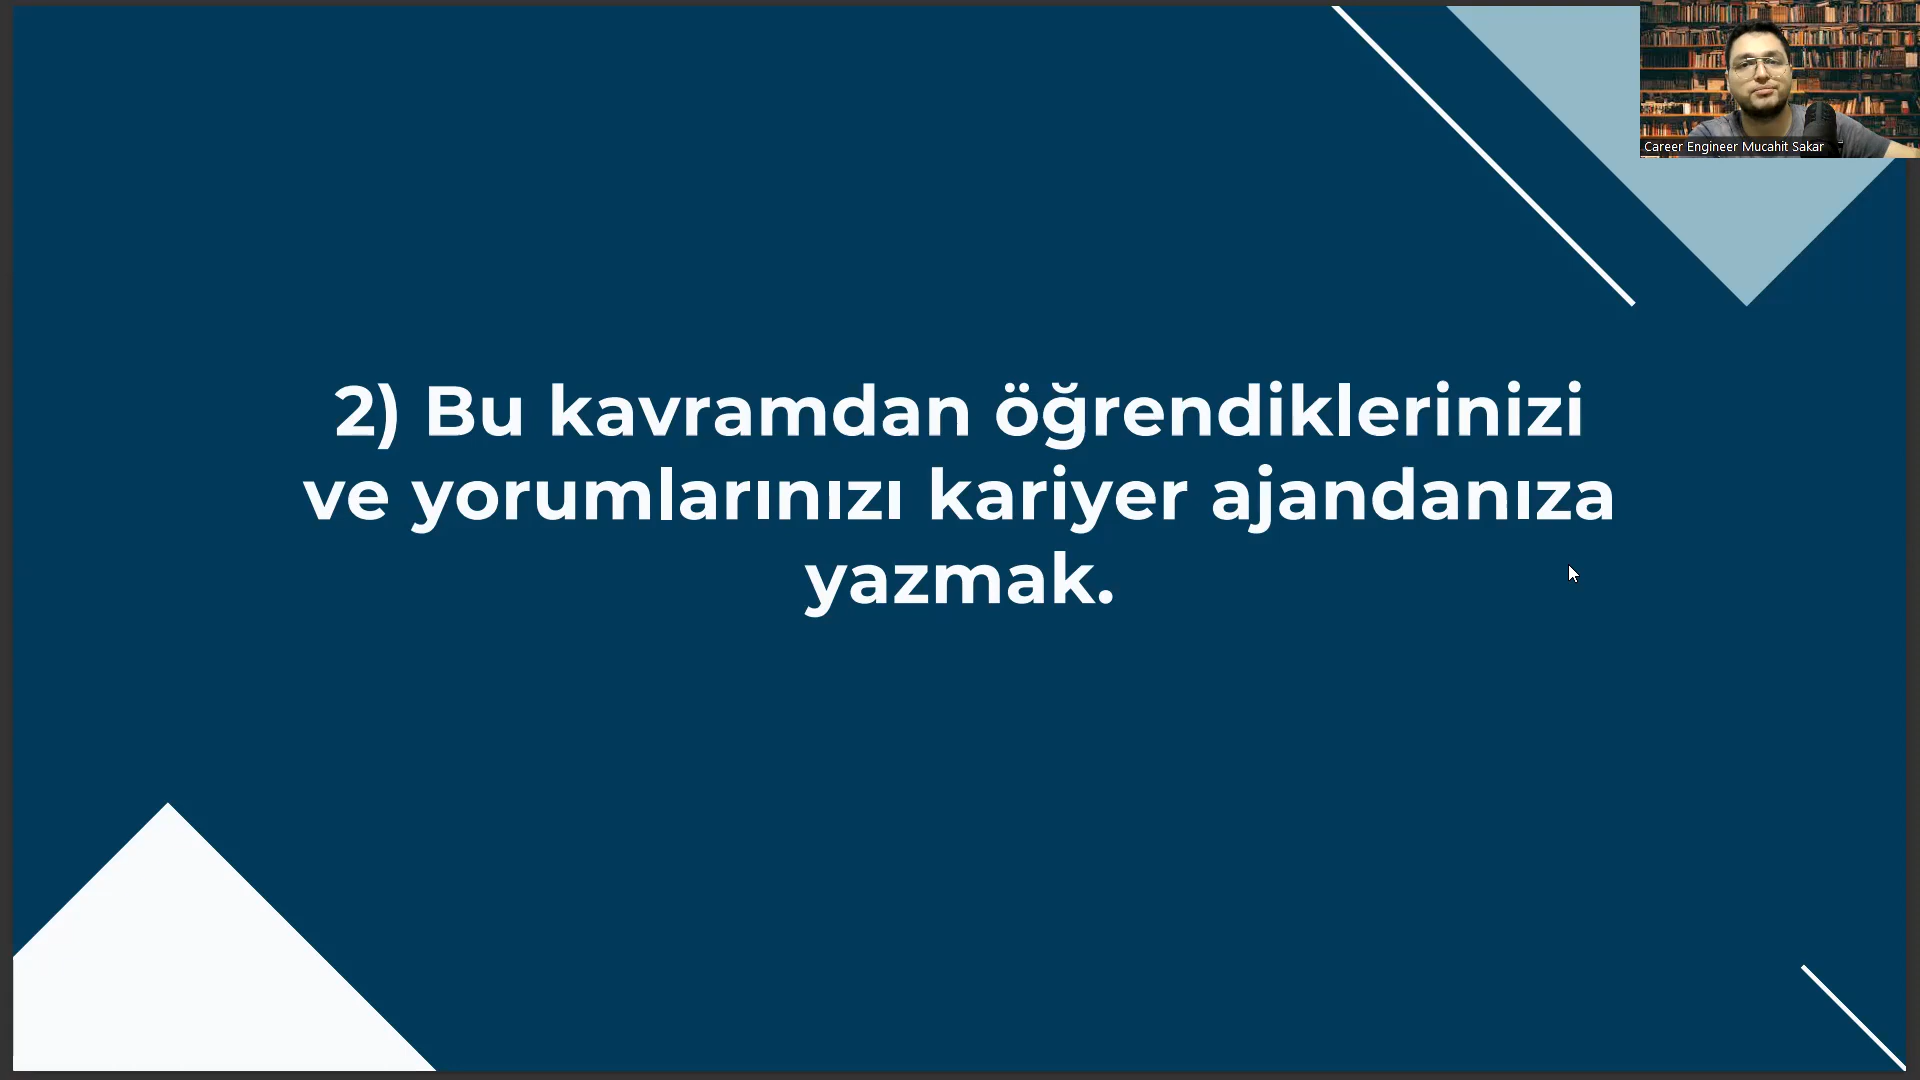 Career Engineer Mucahit Sakar
2) Bu kavramdan öğrendiklerinizi
ve yorumlarınızı kariyer ajandanıza
yazmak.